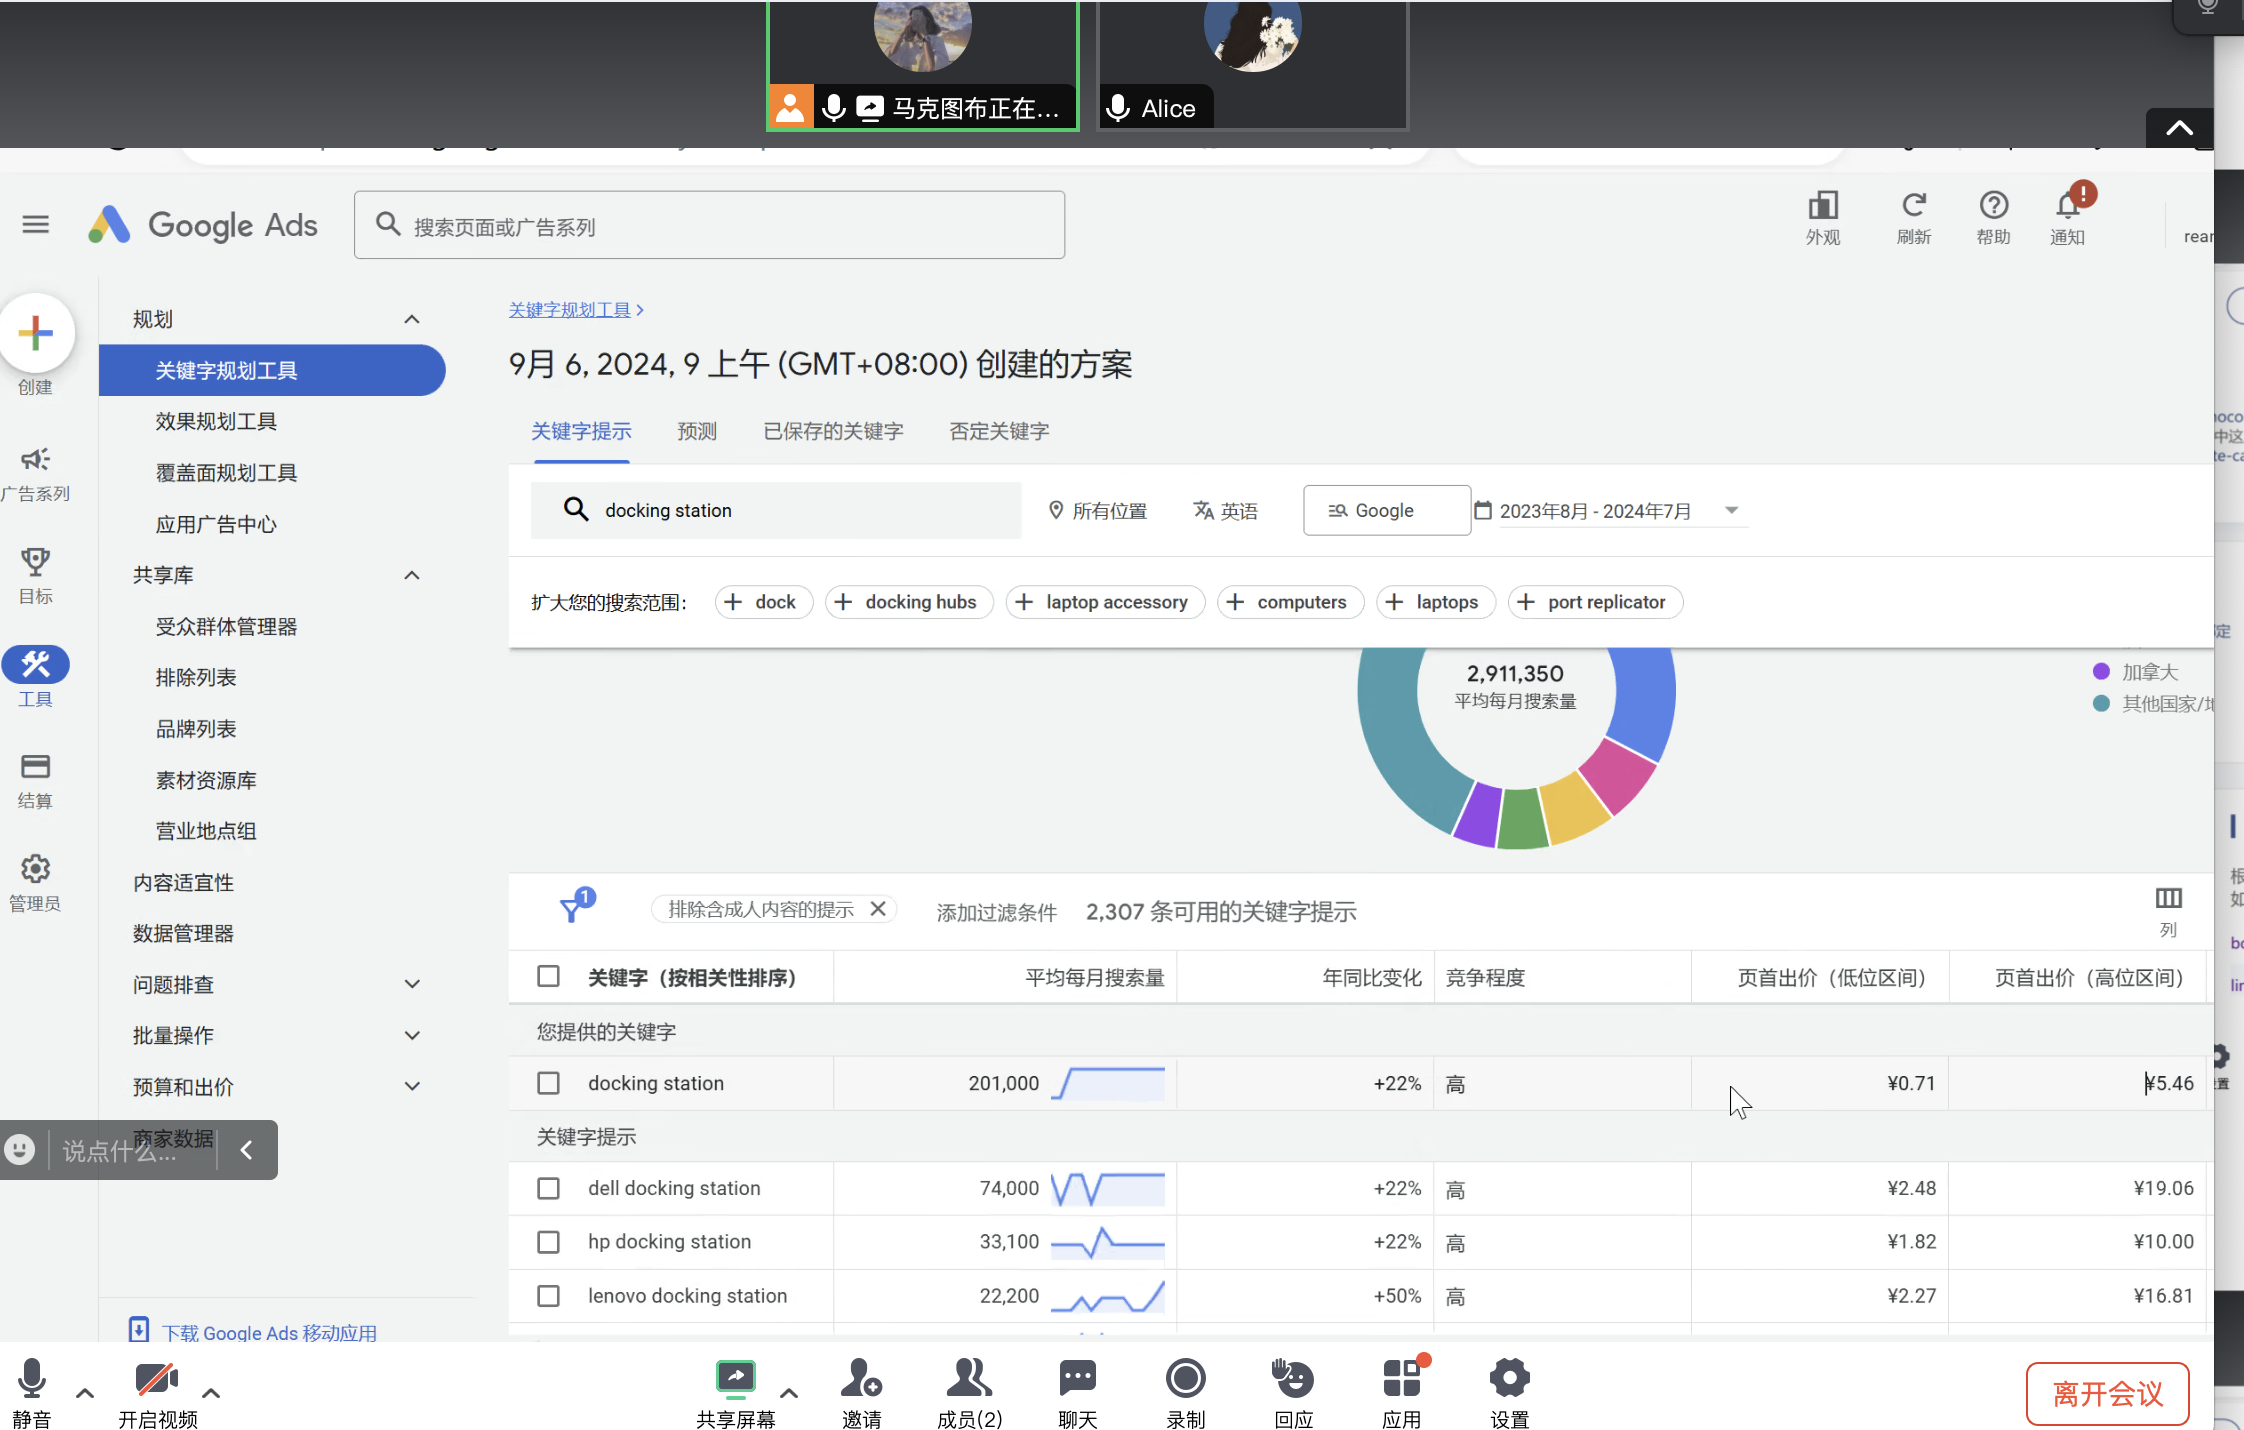 马克图布正在...
Alice
Google Ads
搜索页面或广告系列
外观
刷新
帮助
通知
创建
广告系列
目标
工具
结算
管理员
规划
关键字规划工具
效果规划工具
覆盖面规划工具
应用广告中心
共享库
受众群体管理器
排除列表
品牌列表
素材资源库
营业地点组
内容适宜性
数据管理器
问题排查
批量操作
预算和出价
商家数据
说点什么...
下载 Google Ads 移动应用
关键字规划工具 >
9月 6, 2024, 9 上午 (GMT+08:00) 创建的方案
关键字提示 预测 已保存的关键字 否定关键字
docking station 所有位置 英语 Google 2023年8月 - 2024年7月
扩大您的搜索范围： + dock + docking hubs + laptop accessory + computers + laptops + port replicator
2,911,350
平均每月搜索量
加拿大
其他国家/
1
排除含成人内容的提示 添加过滤条件 2,307 条可用的关键字提示
列
关键字（按相关性排序） 平均每月搜索量 年同比变化 竞争程度 页首出价（低位区间） 页首出价（高位区间）
您提供的关键字
docking station 201,000 +22% 高 ¥0.71 ¥5.46
关键字提示
dell docking station 74,000 +22% 高 ¥2.48 ¥19.06
hp docking station 33,100 +22% 高 ¥1.82 ¥10.00
lenovo docking station 22,200 +50% 高 ¥2.27 ¥16.81
静音
开启视频
共享屏幕
邀请
成员(2)
聊天
录制
回应
应用
设置
离开会议